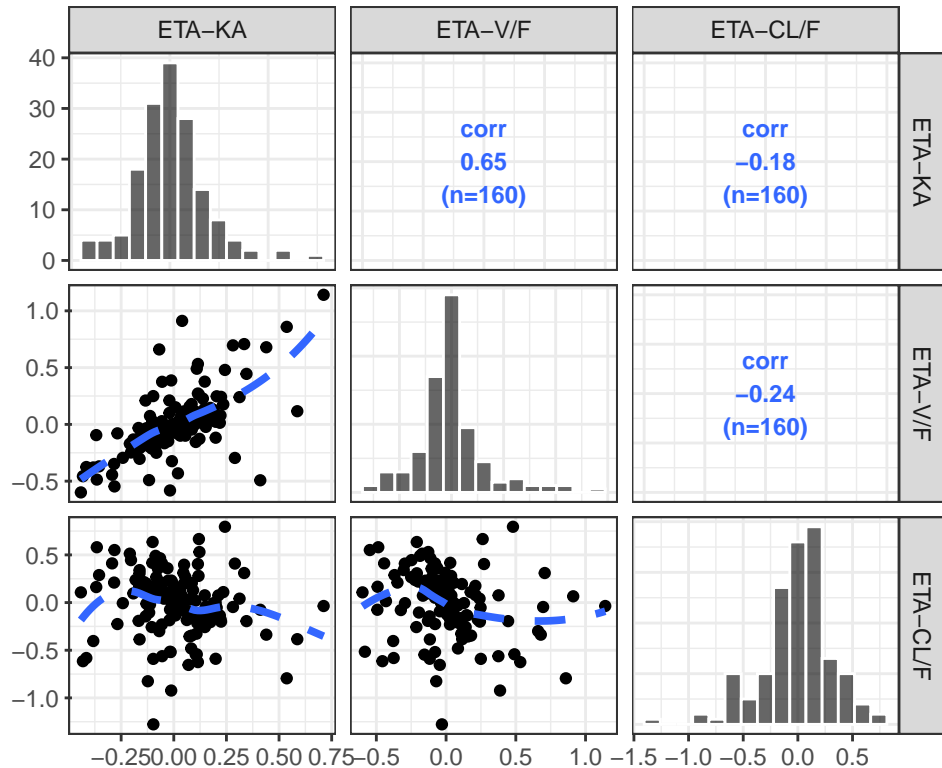 ETA−KA ETA−V/F ETA−CL/F
40
30
20
10
0
corr
0.65
(n=160)
corr
−0.18
(n=160)
ETA−KA
1.0
0.5
0.0
−0.5
corr
−0.24
(n=160)
ETA−V/F
0.5
0.0
−0.5
−1.0
ETA−CL/F
−0.25 0.00 0.25 0.50 0.75 −0.5 0.0 0.5 1.0 −1.5 −1.0 −0.5 0.0 0.5